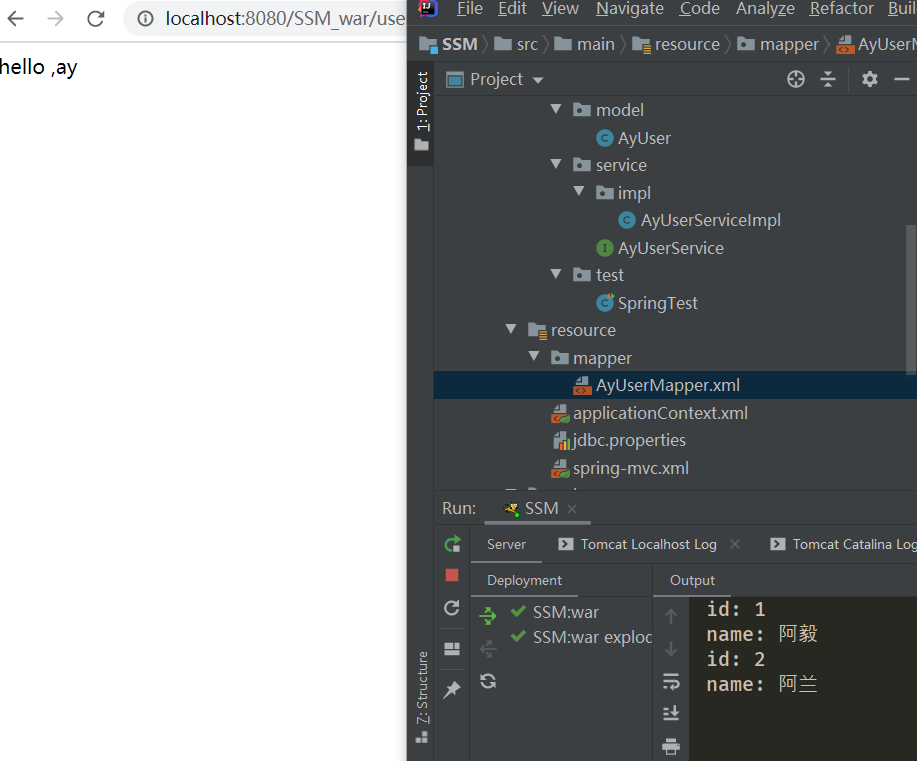 localhost:8080/SSM_war/use
hello ,ay
File Edit View Navigate Code Analyze Refactor Buil
SSM src main resource mapper AyUserM
1: Project
Project
model
AyUser
service
impl
AyUserServiceImpl
AyUserService
test
SpringTest
resource
mapper
AyUserMapper.xml
applicationContext.xml
jdbc.properties
spring-mvc.xml
Run: SSM
Server Tomcat Localhost Log Tomcat Catalina Log
Deployment Output
SSM:war
SSM:war explod
id: 1
name: 阿毅
id: 2
name: 阿兰
7: Structure